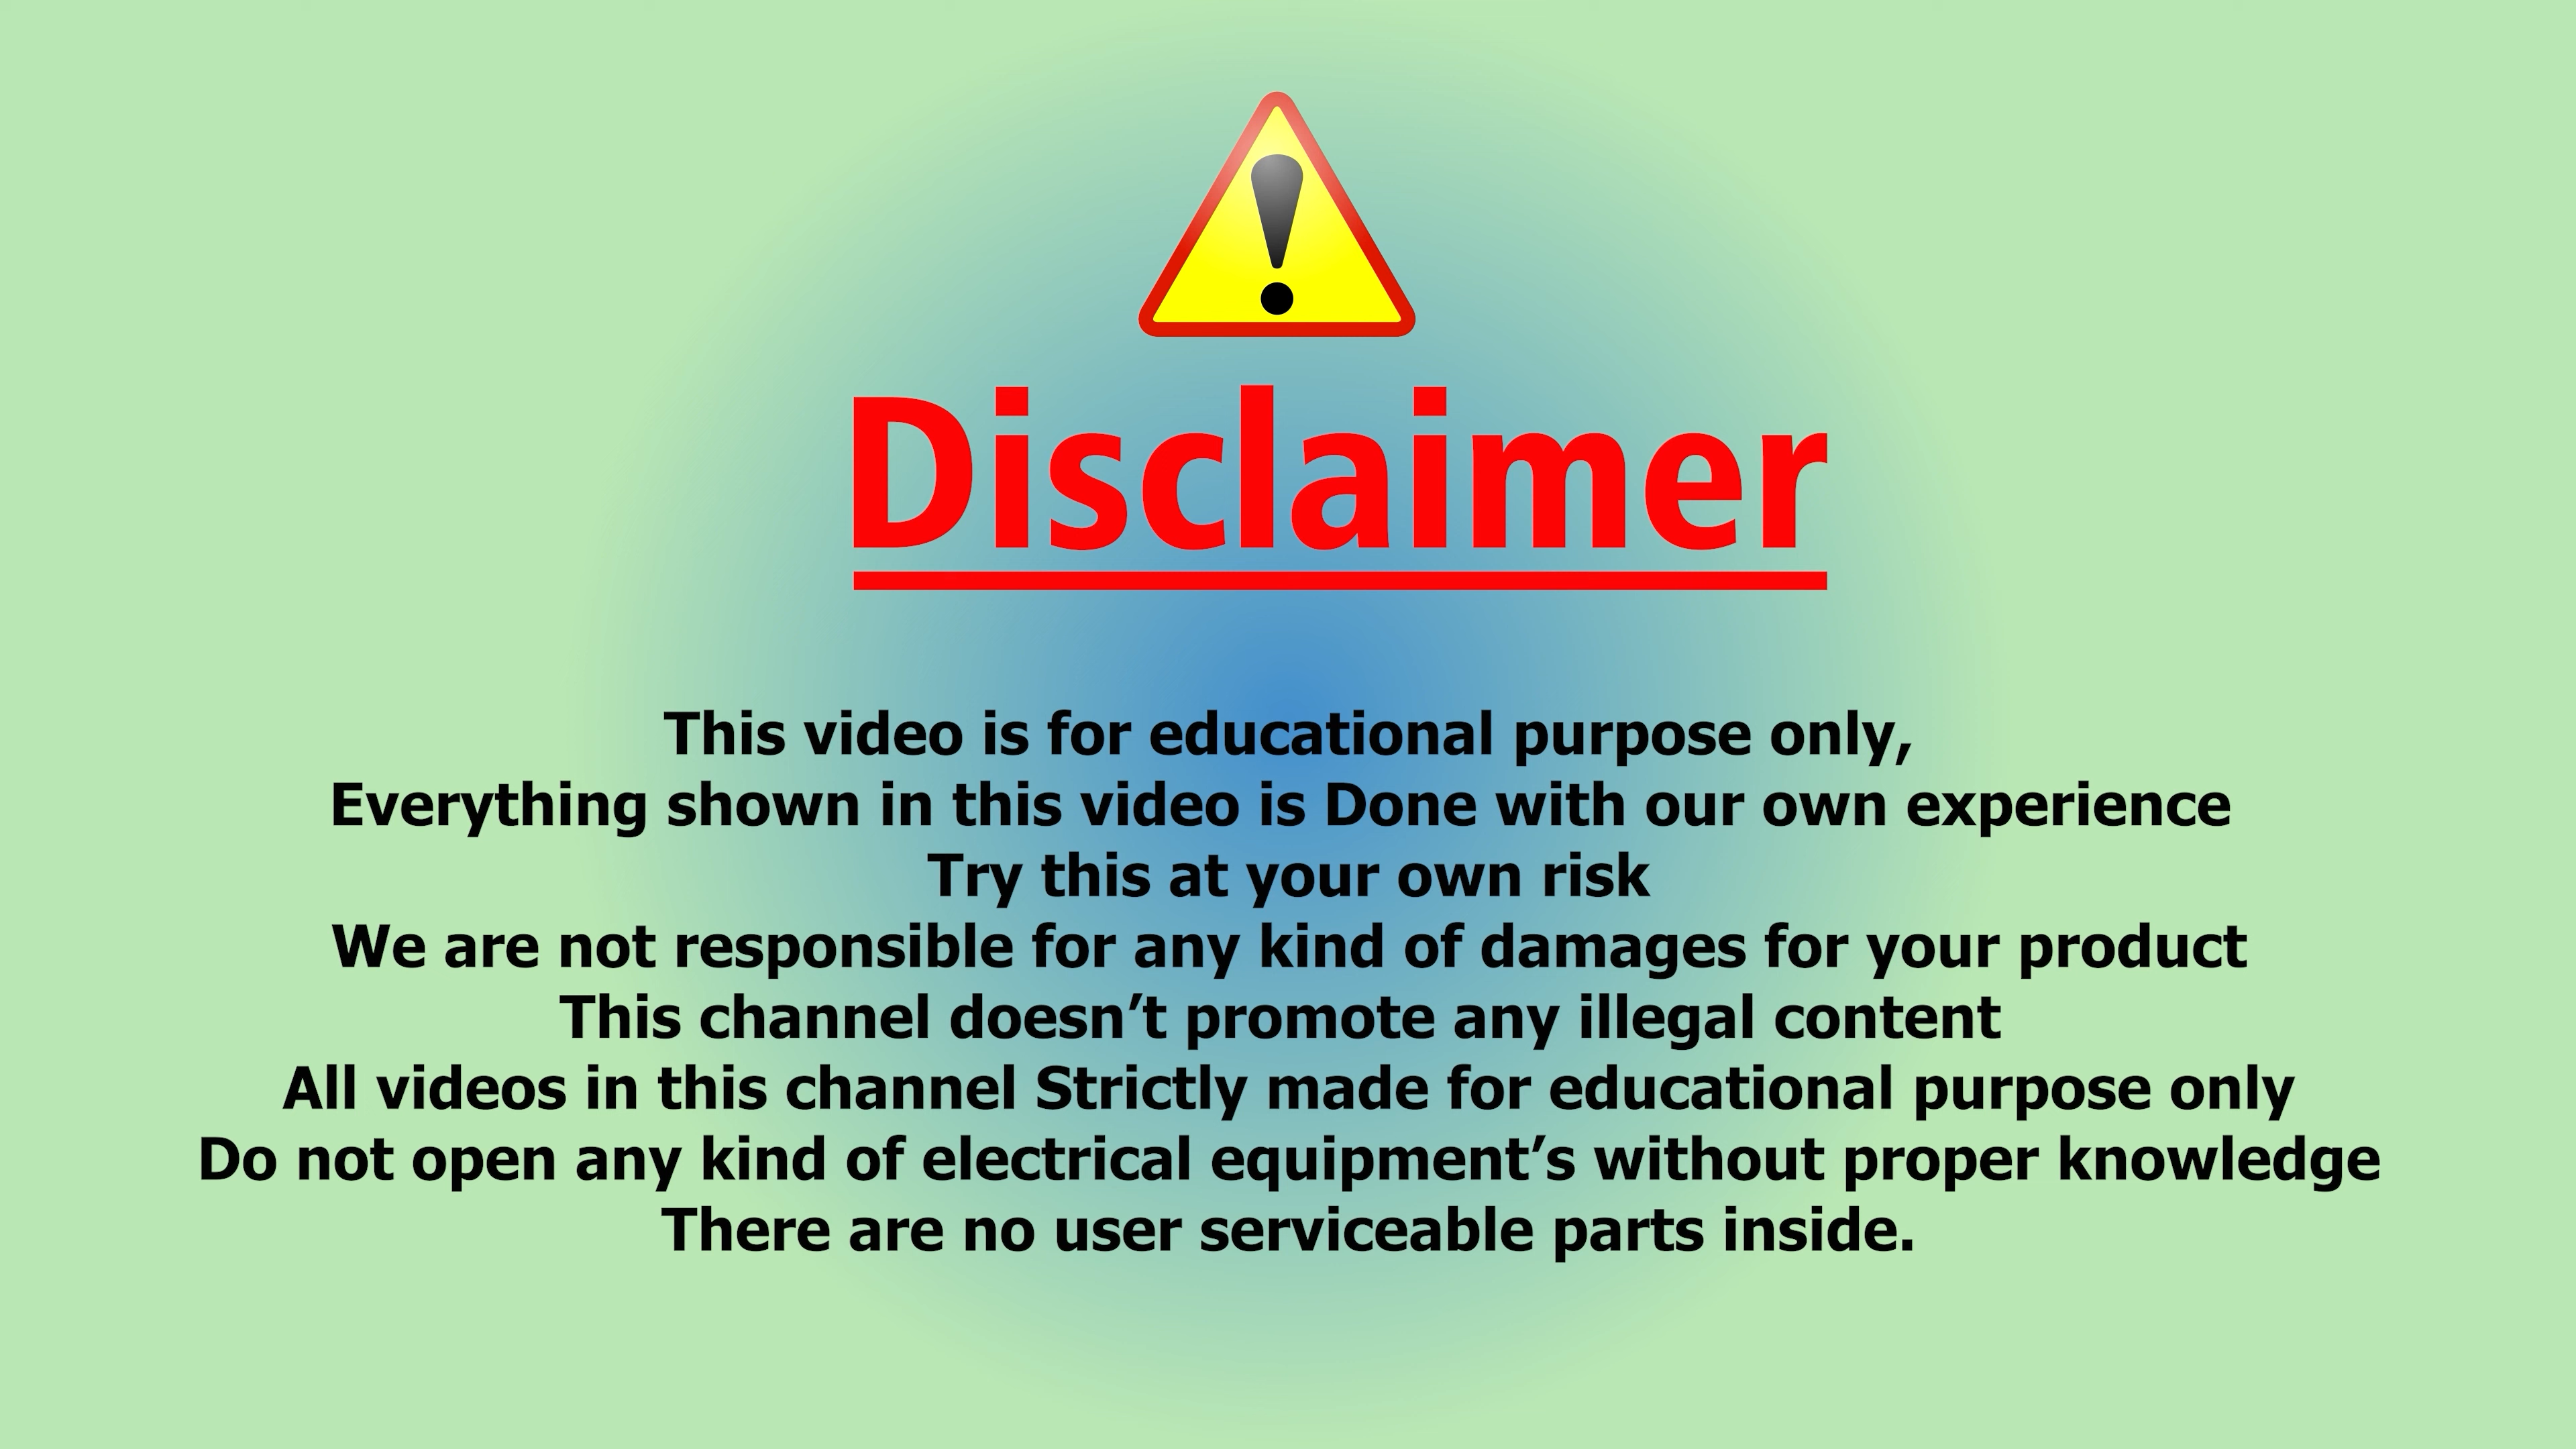 Disclaimer
This video is for educational purpose only,
Everything shown in this video is Done with our own experience
Try this at your own risk
We are not responsible for any kind of damages for your product
This channel doesn’t promote any illegal content
All videos in this channel Strictly made for educational purpose only
Do not open any kind of electrical equipment’s without proper knowledge
There are no user serviceable parts inside.